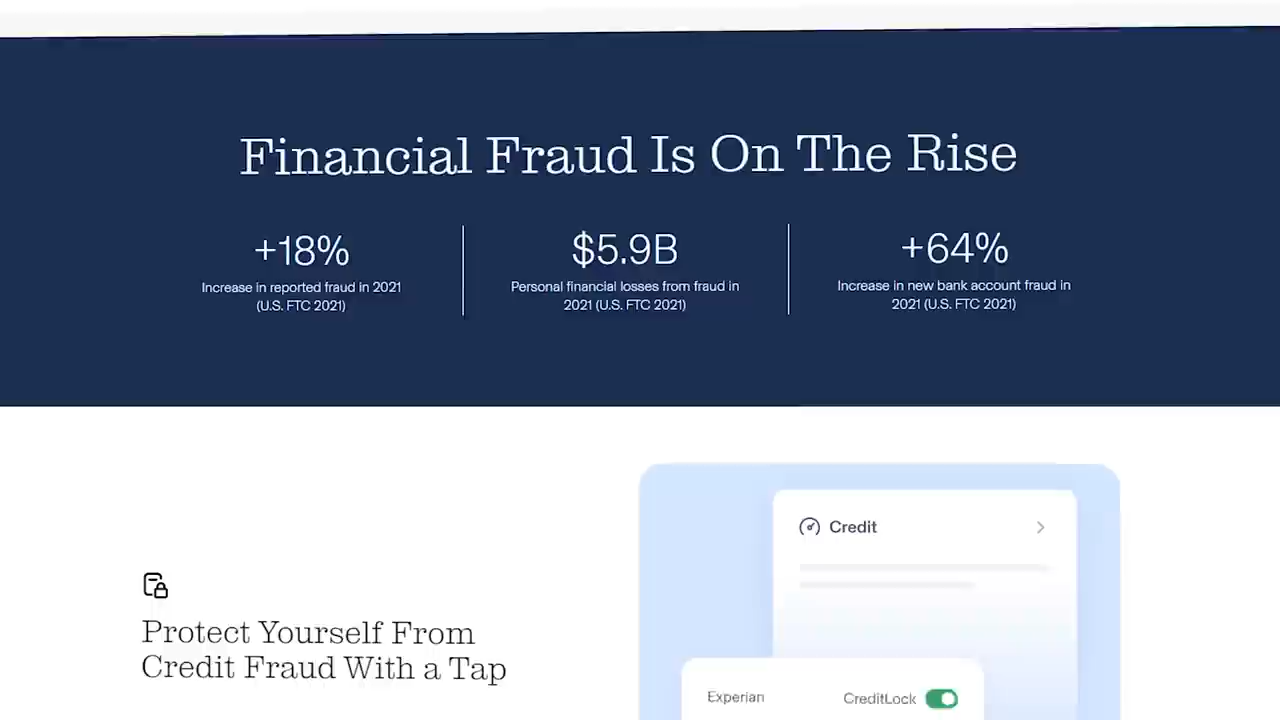 Financial Fraud Is On The Rise
+18%
Increase in reported fraud in 2021
(U.S. FTC 2021)
$5.9B
Personal financial losses from fraud in
2021 (U.S. FTC 2021)
+64%
Increase in new bank account fraud in
2021 (U.S. FTC 2021)
Protect Yourself From
Credit Fraud With a Tap
Credit
Experian
CreditLock